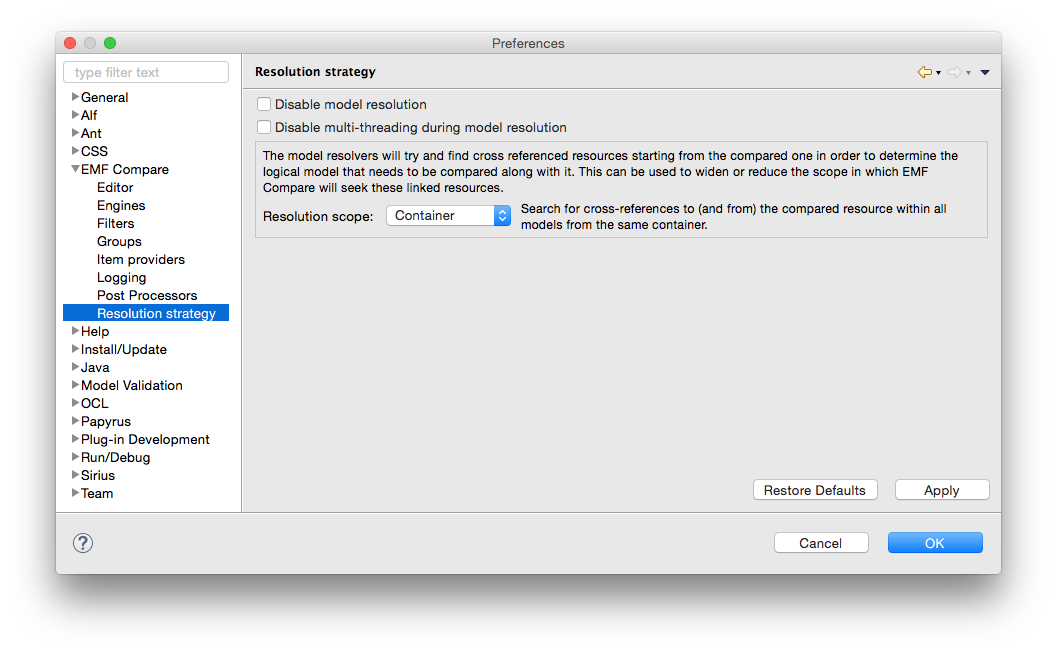 Preferences
type filter text
General
Alf
Ant
CSS
EMF Compare
Editor
Engines
Filters
Groups
Item providers
Logging
Post Processors
Resolution strategy
Help
Install/Update
Java
Model Validation
OCL
Papyrus
Plug-in Development
Run/Debug
Sirius
Team
Resolution strategy
Disable model resolution
Disable multi-threading during model resolution
The model resolvers will try and find cross referenced resources starting from the compared one in order to determine the
logical model that needs to be compared along with it. This can be used to widen or reduce the scope in which EMF
Compare will seek these linked resources.
Resolution scope:
Container
Search for cross-references to (and from) the compared resource within all
models from the same container.
Restore Defaults
Apply
?
Cancel
OK